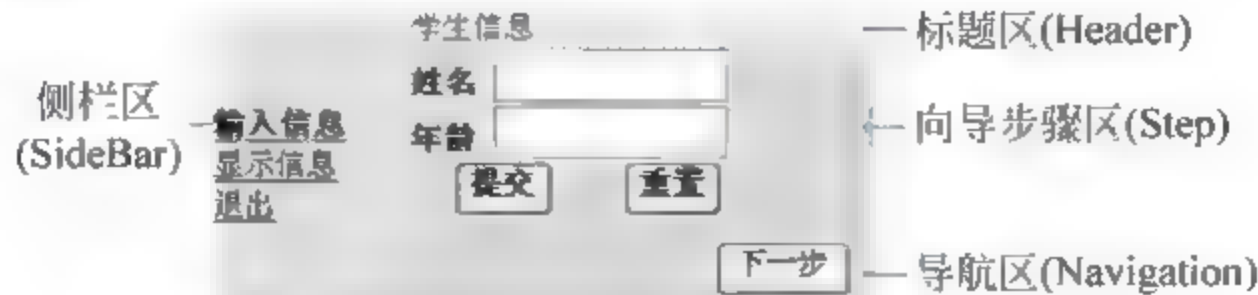 学生信息
标题区(Header)
姓名
侧栏区
(SideBar)
输入信息
年龄
向导步骤区(Step)
显示信息
退出
提交
重置
下一步
导航区(Navigation)